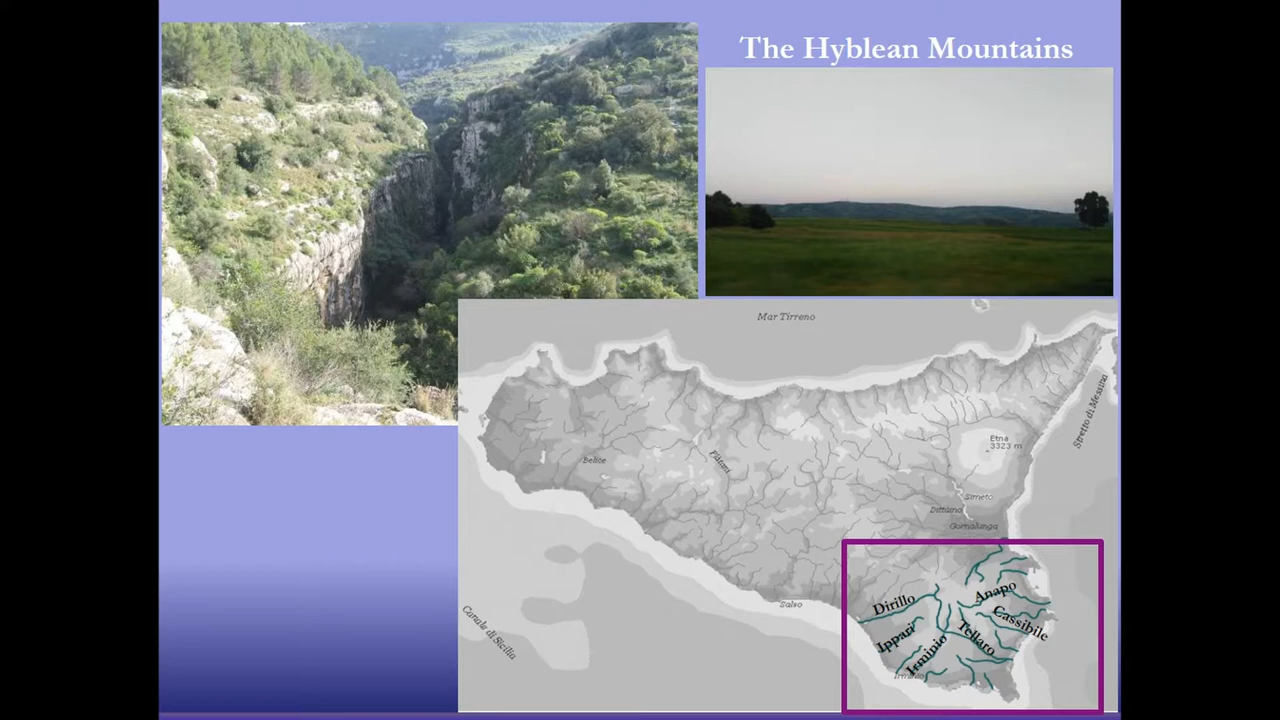 The Hyblean Mountains
Mar Tirreno
Stretto di Messina
Etna
3323 m
Belice
Platani
Simeto
Dittaino
Gornalunga
Salso
Canale di Sicilia
Dirillo
Anapo
Cassibile
Ippari
Irminio
Tellaro
Irminio